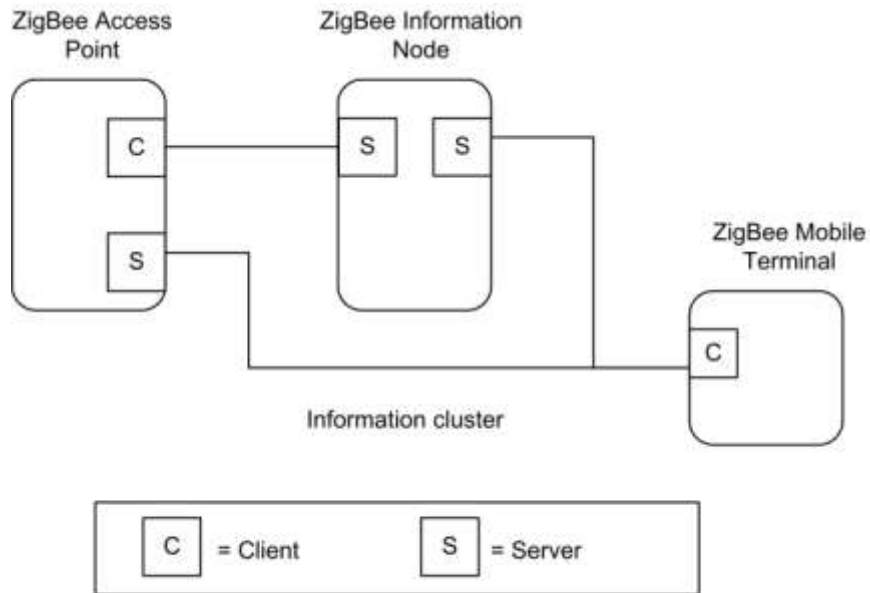 ZigBee Access
Point
ZigBee Information
Node
C
S
S
S
ZigBee Mobile
Terminal
C
Information cluster
C = Client
S = Server